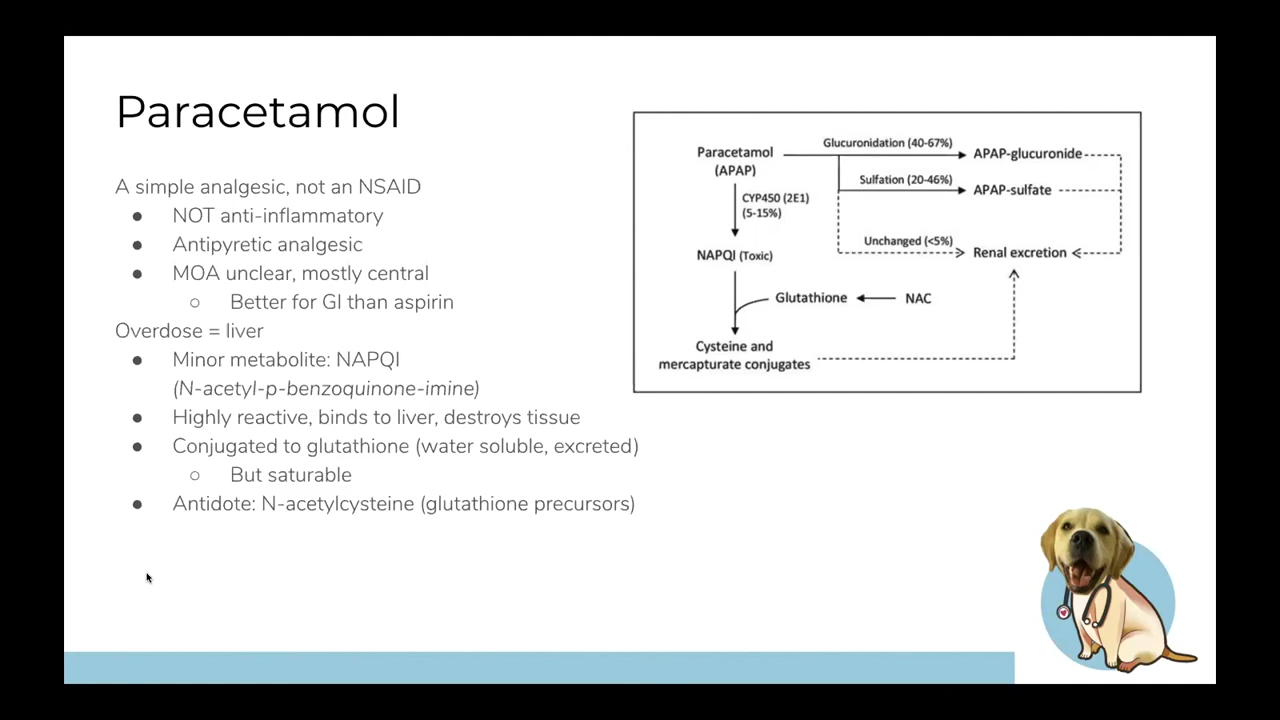 Paracetamol
A simple analgesic, not an NSAID
● NOT anti-inflammatory
● Antipyretic analgesic
● MOA unclear, mostly central
○ Better for GI than aspirin
Overdose = liver
● Minor metabolite: NAPQI
(N-acetyl-p-benzoquinone-imine)
● Highly reactive, binds to liver, destroys tissue
● Conjugated to glutathione (water soluble, excreted)
○ But saturable
● Antidote: N-acetylcysteine (glutathione precursors)
Paracetamol
(APAP)
Glucuronidation (40-67%)
APAP-glucuronide
Sulfation (20-46%)
APAP-sulfate
CYP450 (2E1)
(5-15%)
Unchanged (<5%)
Renal excretion
NAPQI (Toxic)
Glutathione
NAC
Cysteine and
mercapturate conjugates